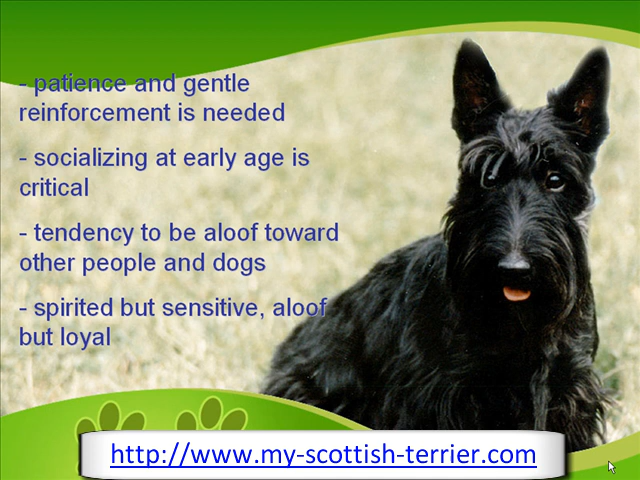 - patience and gentle
reinforcement is needed
- socializing at early age is
critical
- tendency to be aloof toward
other people and dogs
- spirited but sensitive, aloof
but loyal
http://www.my-scottish-terrier.com